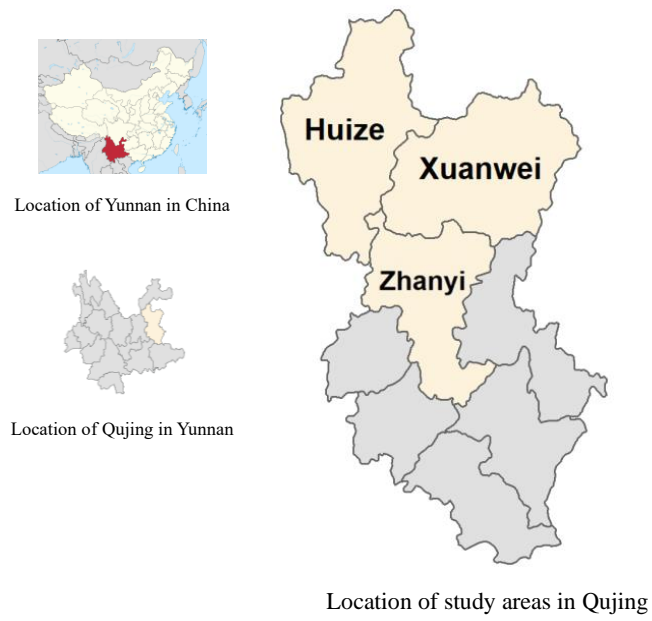 Huize
Xuanwei
Location of Yunnan in China
Zhanyi
Location of Qujing in Yunnan
Location of study areas in Qujing